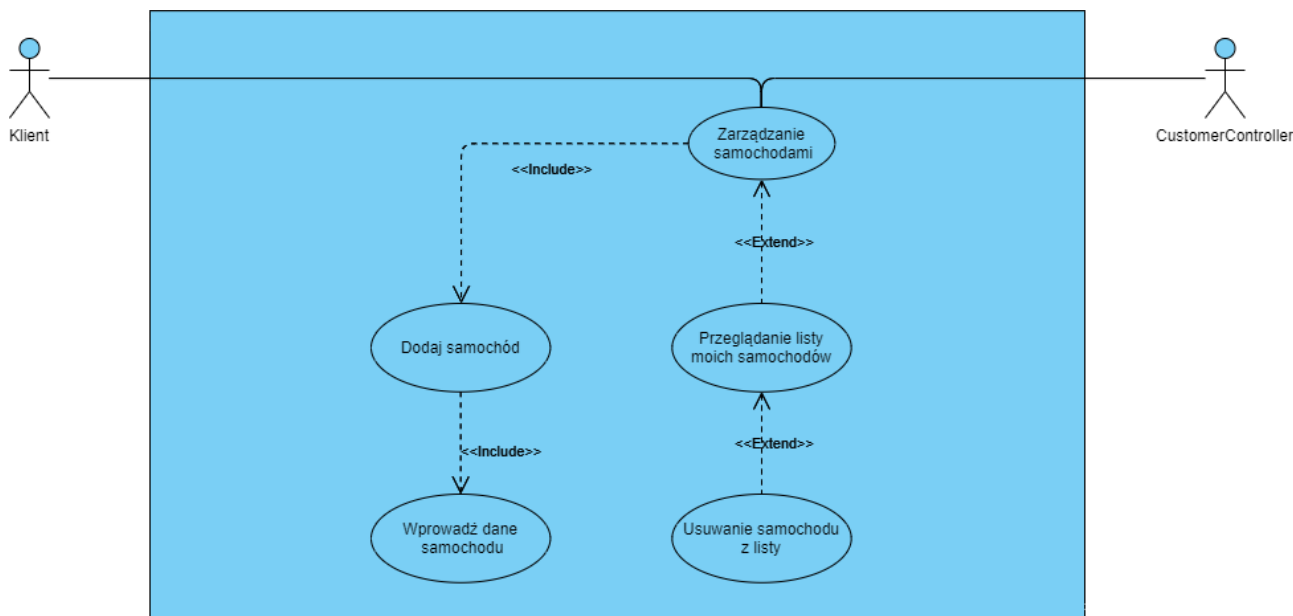 Klient
CustomerController
Zarządzanie
samochodami
<<Include>>
<<Extend>>
Dodaj samochód
Przeglądanie listy
moich samochodów
<<Include>>
<<Extend>>
Wprowadź dane
samochodu
Usuwanie samochodu
z listy